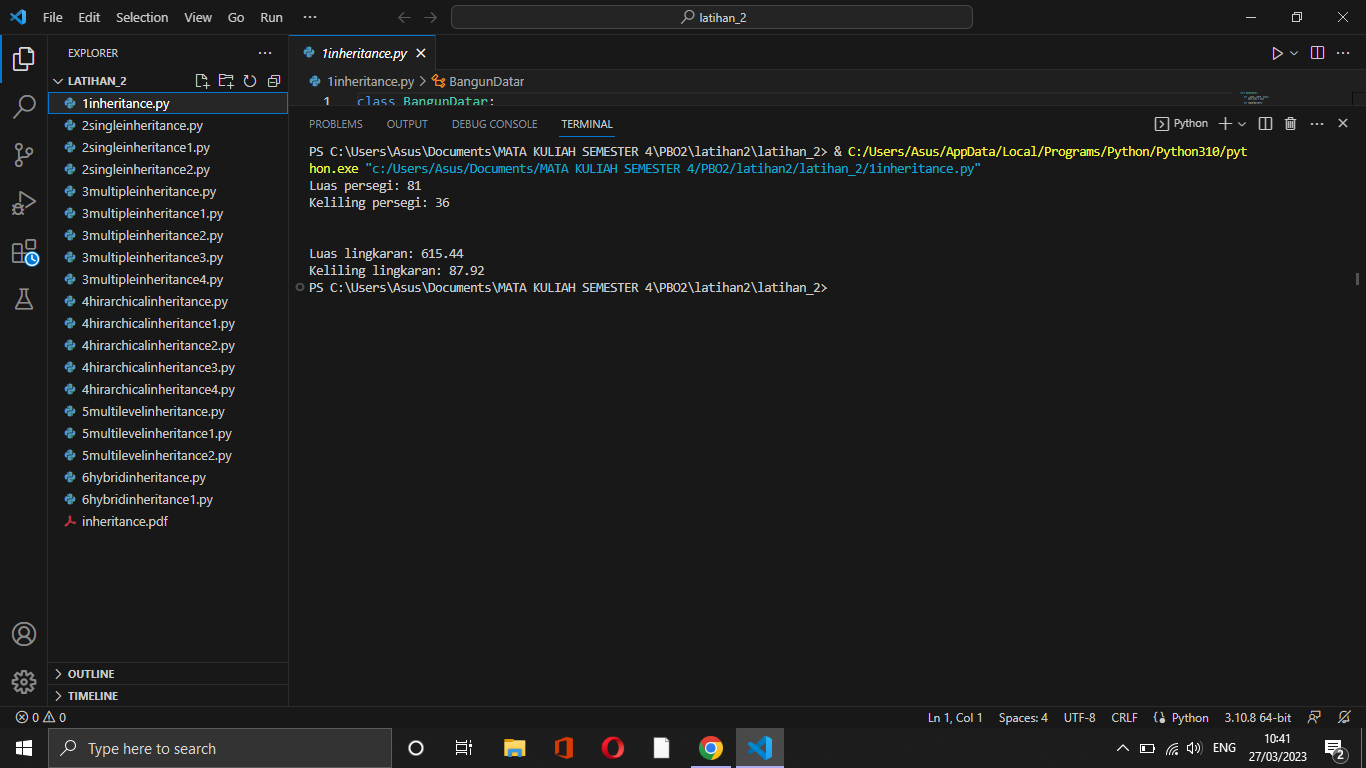 File Edit Selection View Go Run ···
latihan_2
EXPLORER
LATIHAN_2
1inheritance.py
2singleinheritance.py
2singleinheritance1.py
2singleinheritance2.py
3multipleinheritance.py
3multipleinheritance1.py
3multipleinheritance2.py
3multipleinheritance3.py
3multipleinheritance4.py
4hirarchicalinheritance.py
4hirarchicalinheritance1.py
4hirarchicalinheritance2.py
4hirarchicalinheritance3.py
4hirarchicalinheritance4.py
5multilevelinheritance.py
5multilevelinheritance1.py
5multilevelinheritance2.py
6hybridinheritance.py
6hybridinheritance1.py
inheritance.pdf
OUTLINE
TIMELINE
1inheritance.py
1inheritance.py > BangunDatar
1 class BangunDatar:
PROBLEMS OUTPUT DEBUG CONSOLE TERMINAL
Python
PS C:\Users\Asus\Documents\MATA KULIAH SEMESTER 4\PBO2\latihan2\latihan_2> & C:/Users/Asus/AppData/Local/Programs/Python/Python310/pyt
hon.exe "c:/Users/Asus/Documents/MATA KULIAH SEMESTER 4/PBO2/latihan2/latihan_2/1inheritance.py"
Luas persegi: 81
Keliling persegi: 36
Luas lingkaran: 615.44
Keliling lingkaran: 87.92
PS C:\Users\Asus\Documents\MATA KULIAH SEMESTER 4\PBO2\latihan2\latihan_2>
0 0
Ln 1, Col 1 Spaces: 4 UTF-8 CRLF Python 3.10.8 64-bit
Type here to search
ENG
10:41
27/03/2023
2